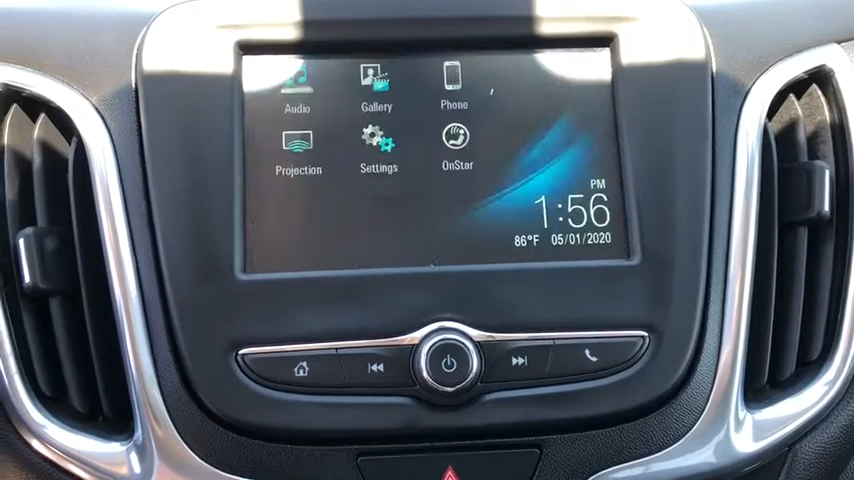 Audio Gallery Phone
Projection Settings OnStar
PM
1:56
86°F 05/01/2020